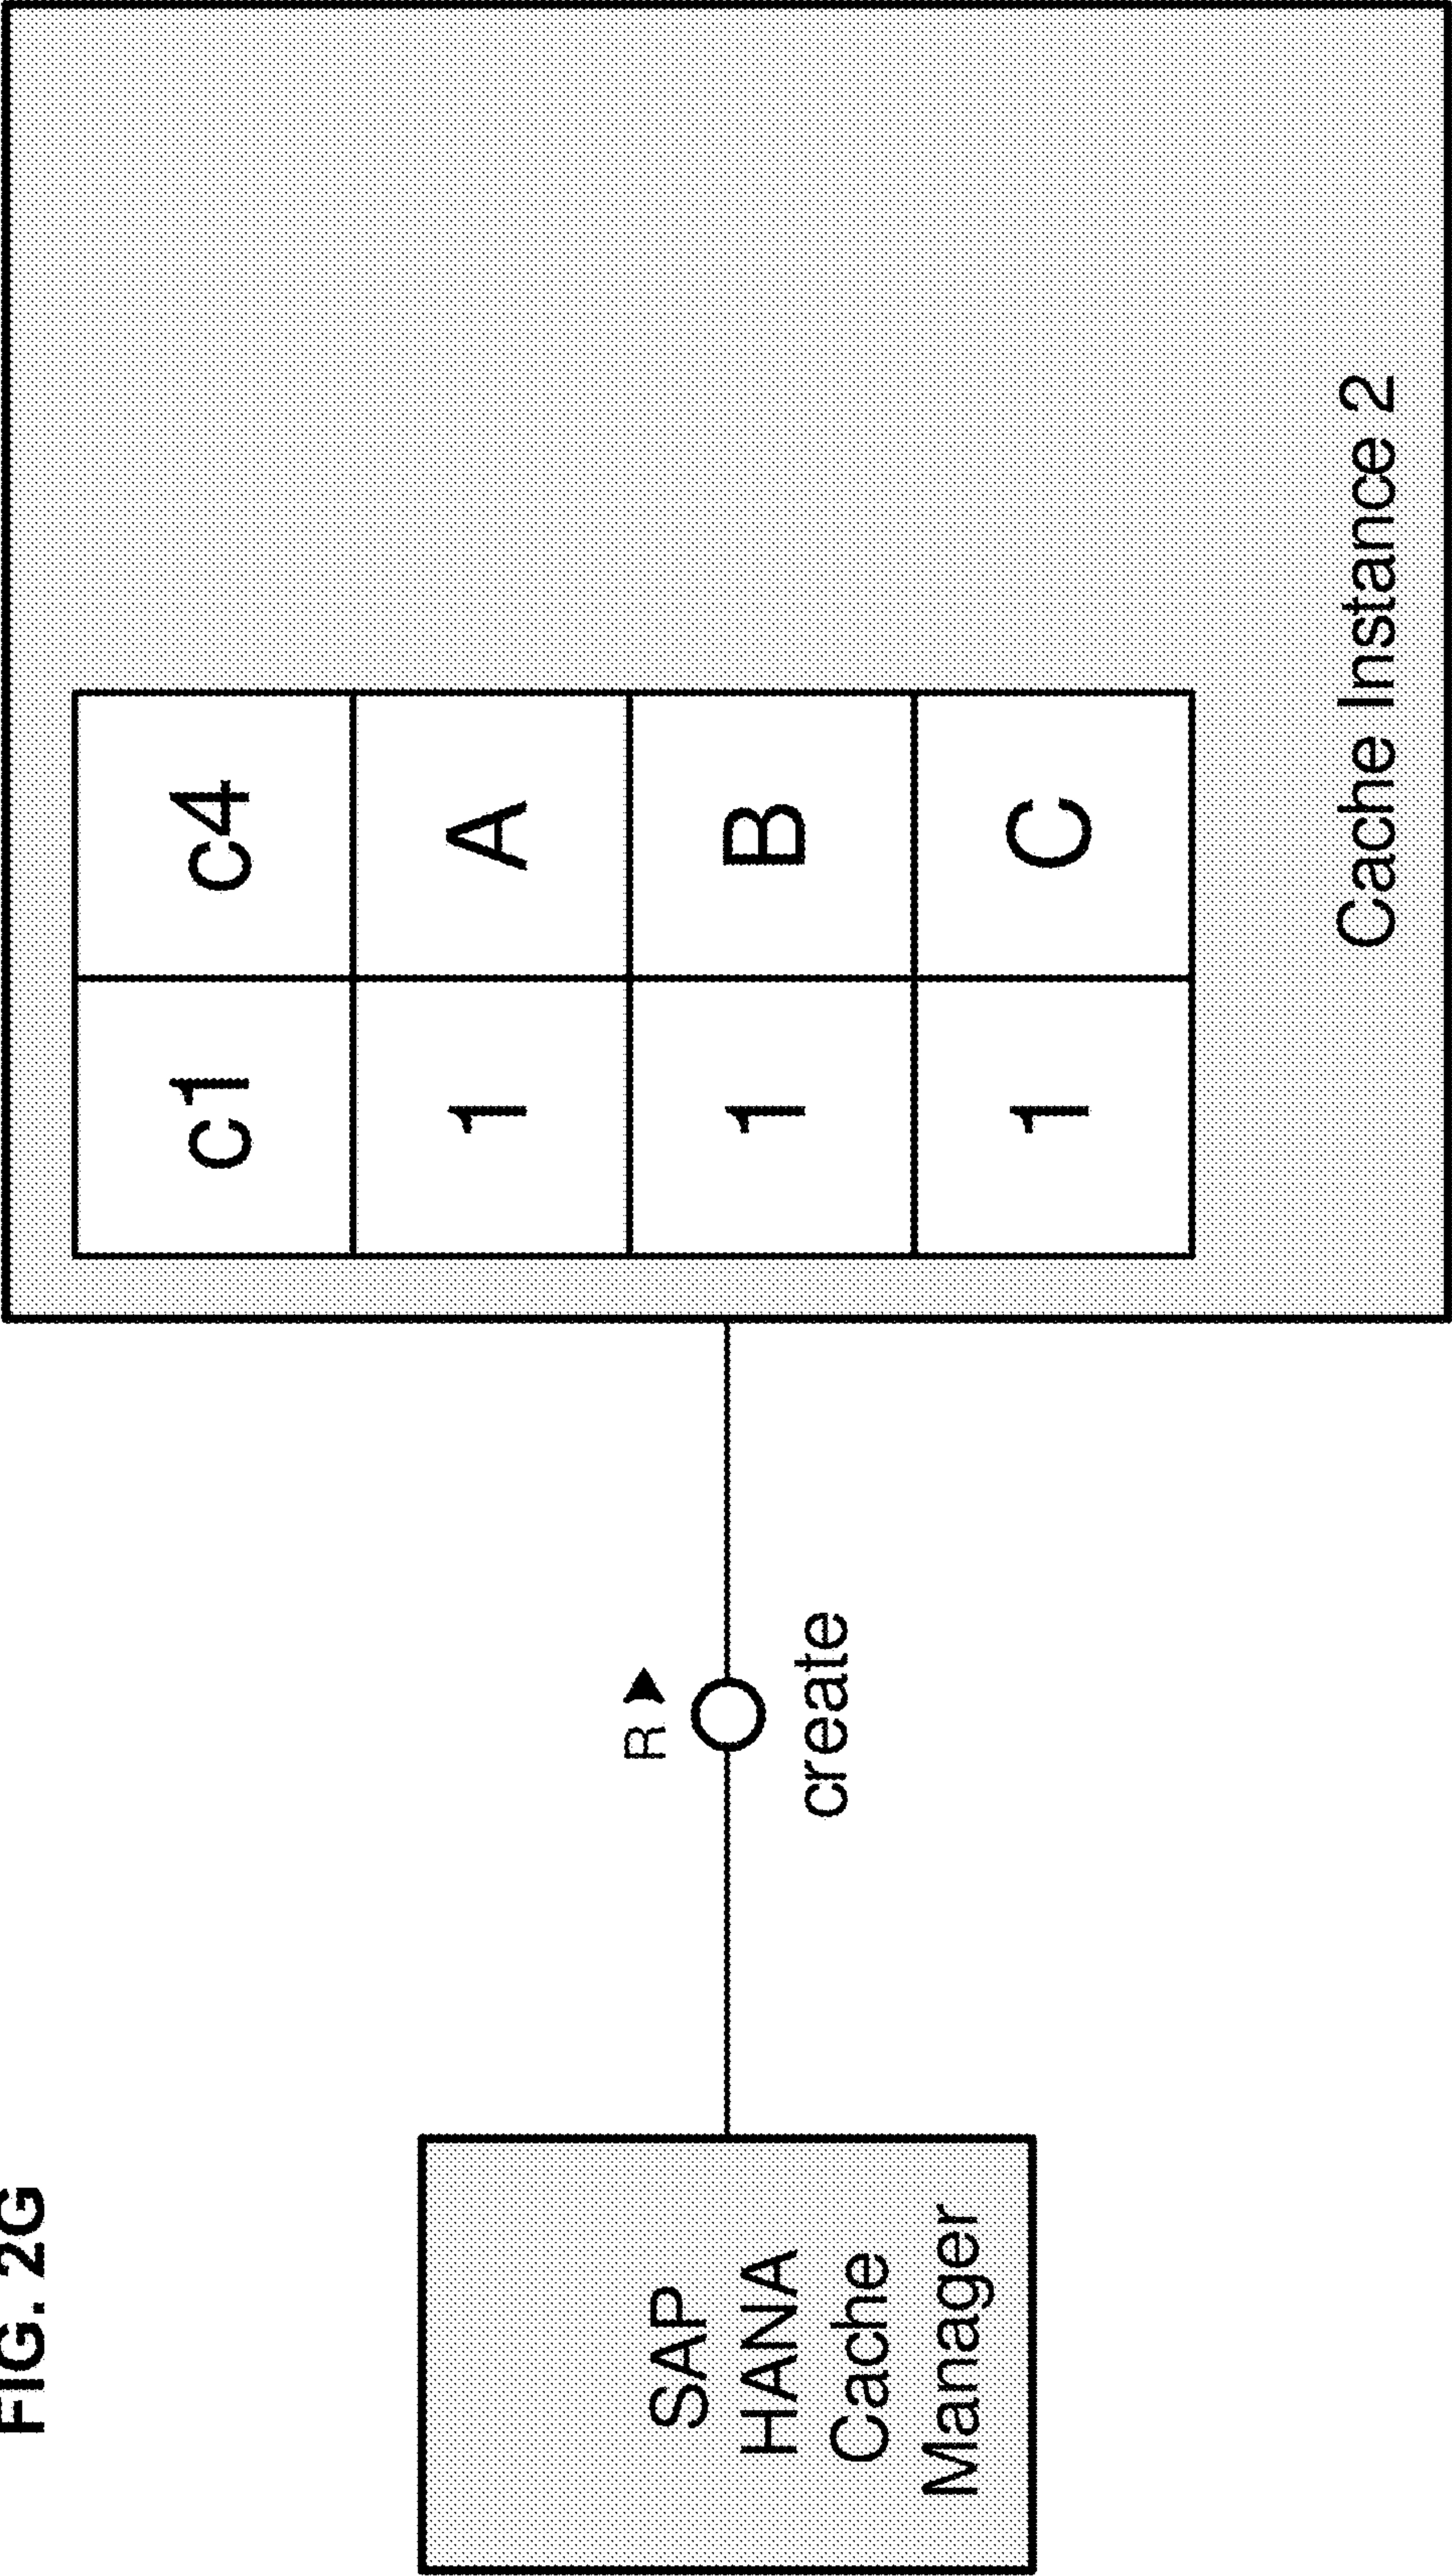 FIG. 2G
SAP
HANA
Cache
Manager
R
create
c1 c4
1 A
1 B
1 C
Cache Instance 2